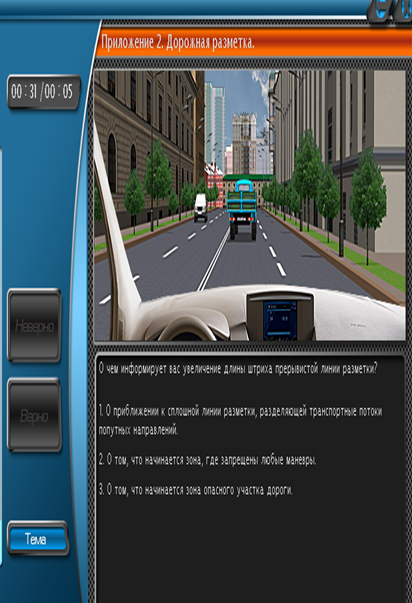 Приложение 2. Дорожная разметка.
00 : 31 / 00 : 05
Неверно
Верно
Тема
О чем информирует вас увеличение длины штриха прерывистой линии разметки?
1. О приближении к сплошной линии разметки, разделяющей транспортные потоки
попутных направлений.
2. О том, что начинается зона, где запрещены любые маневры.
3. О том, что начинается зона опасного участка дороги.